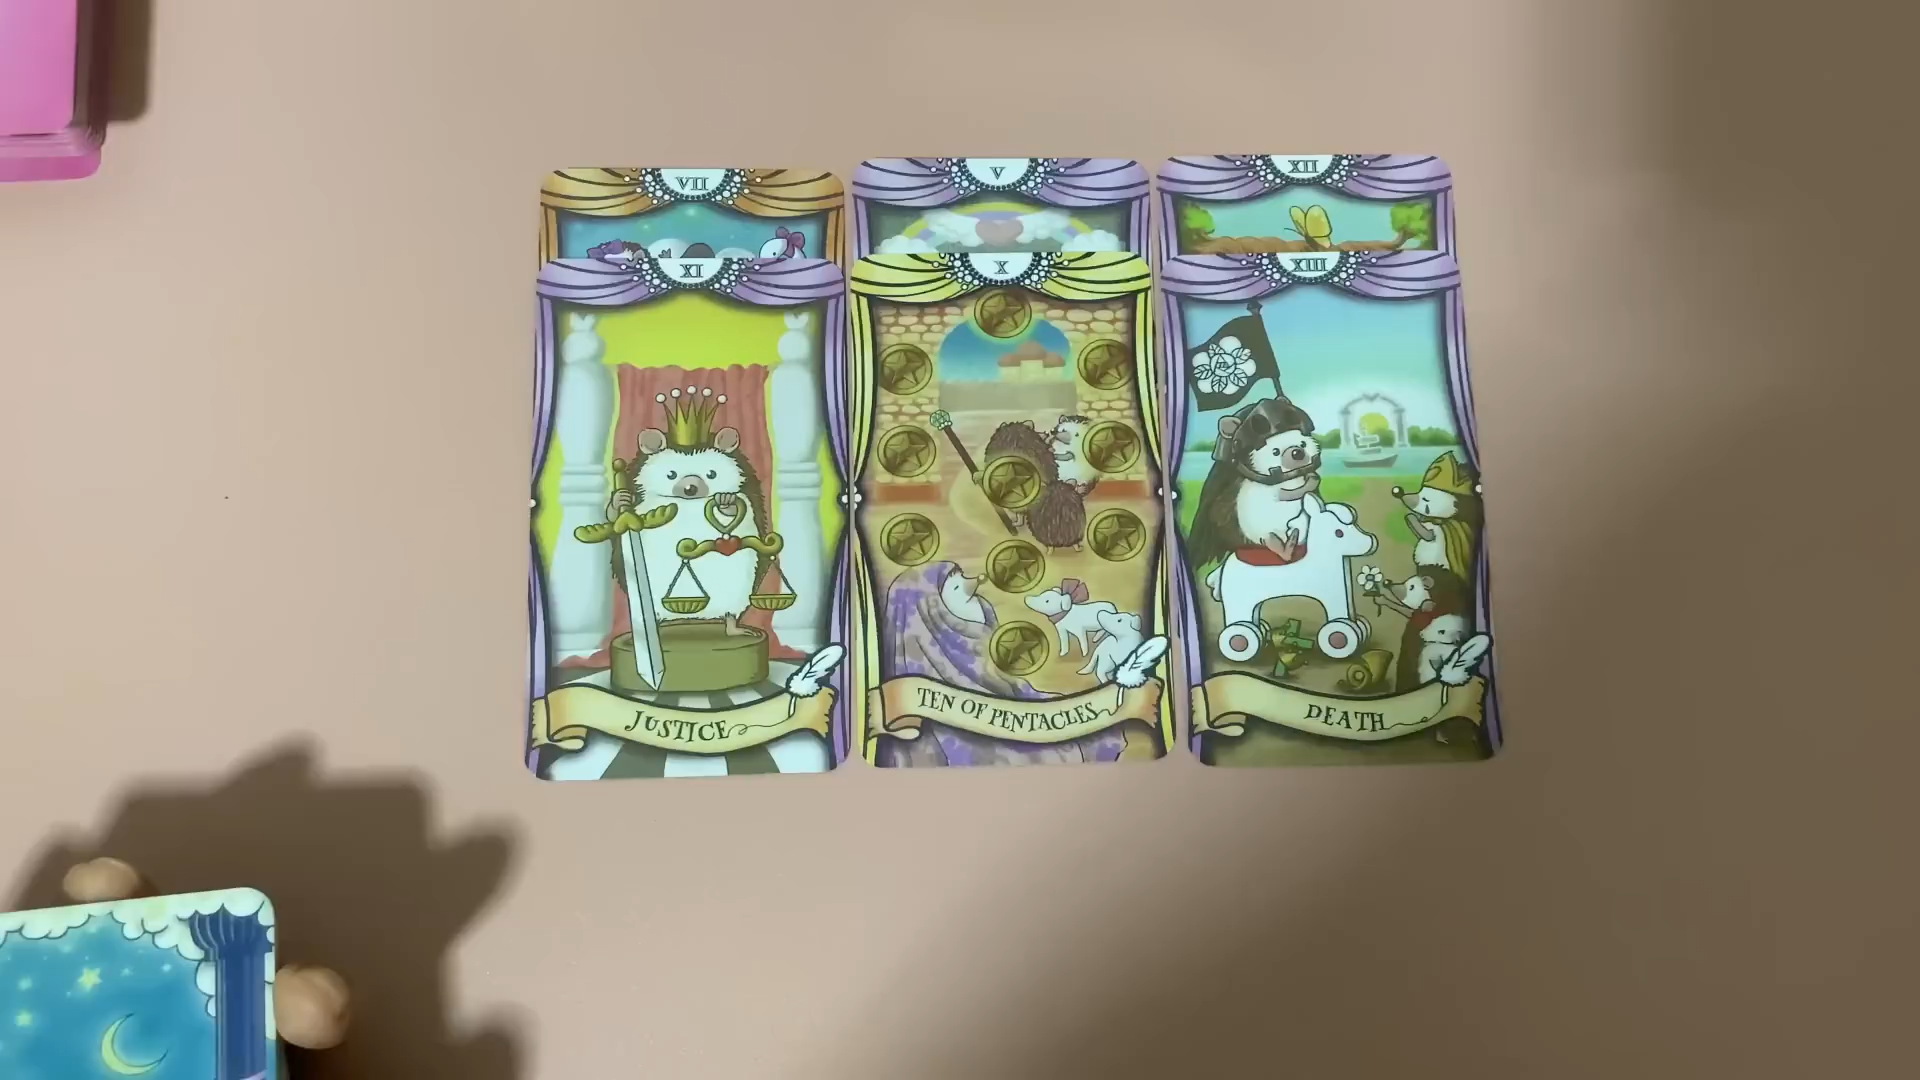 VII
V
XII
XI
X
XIII
JUSTICE
TEN OF PENTACLES
DEATH